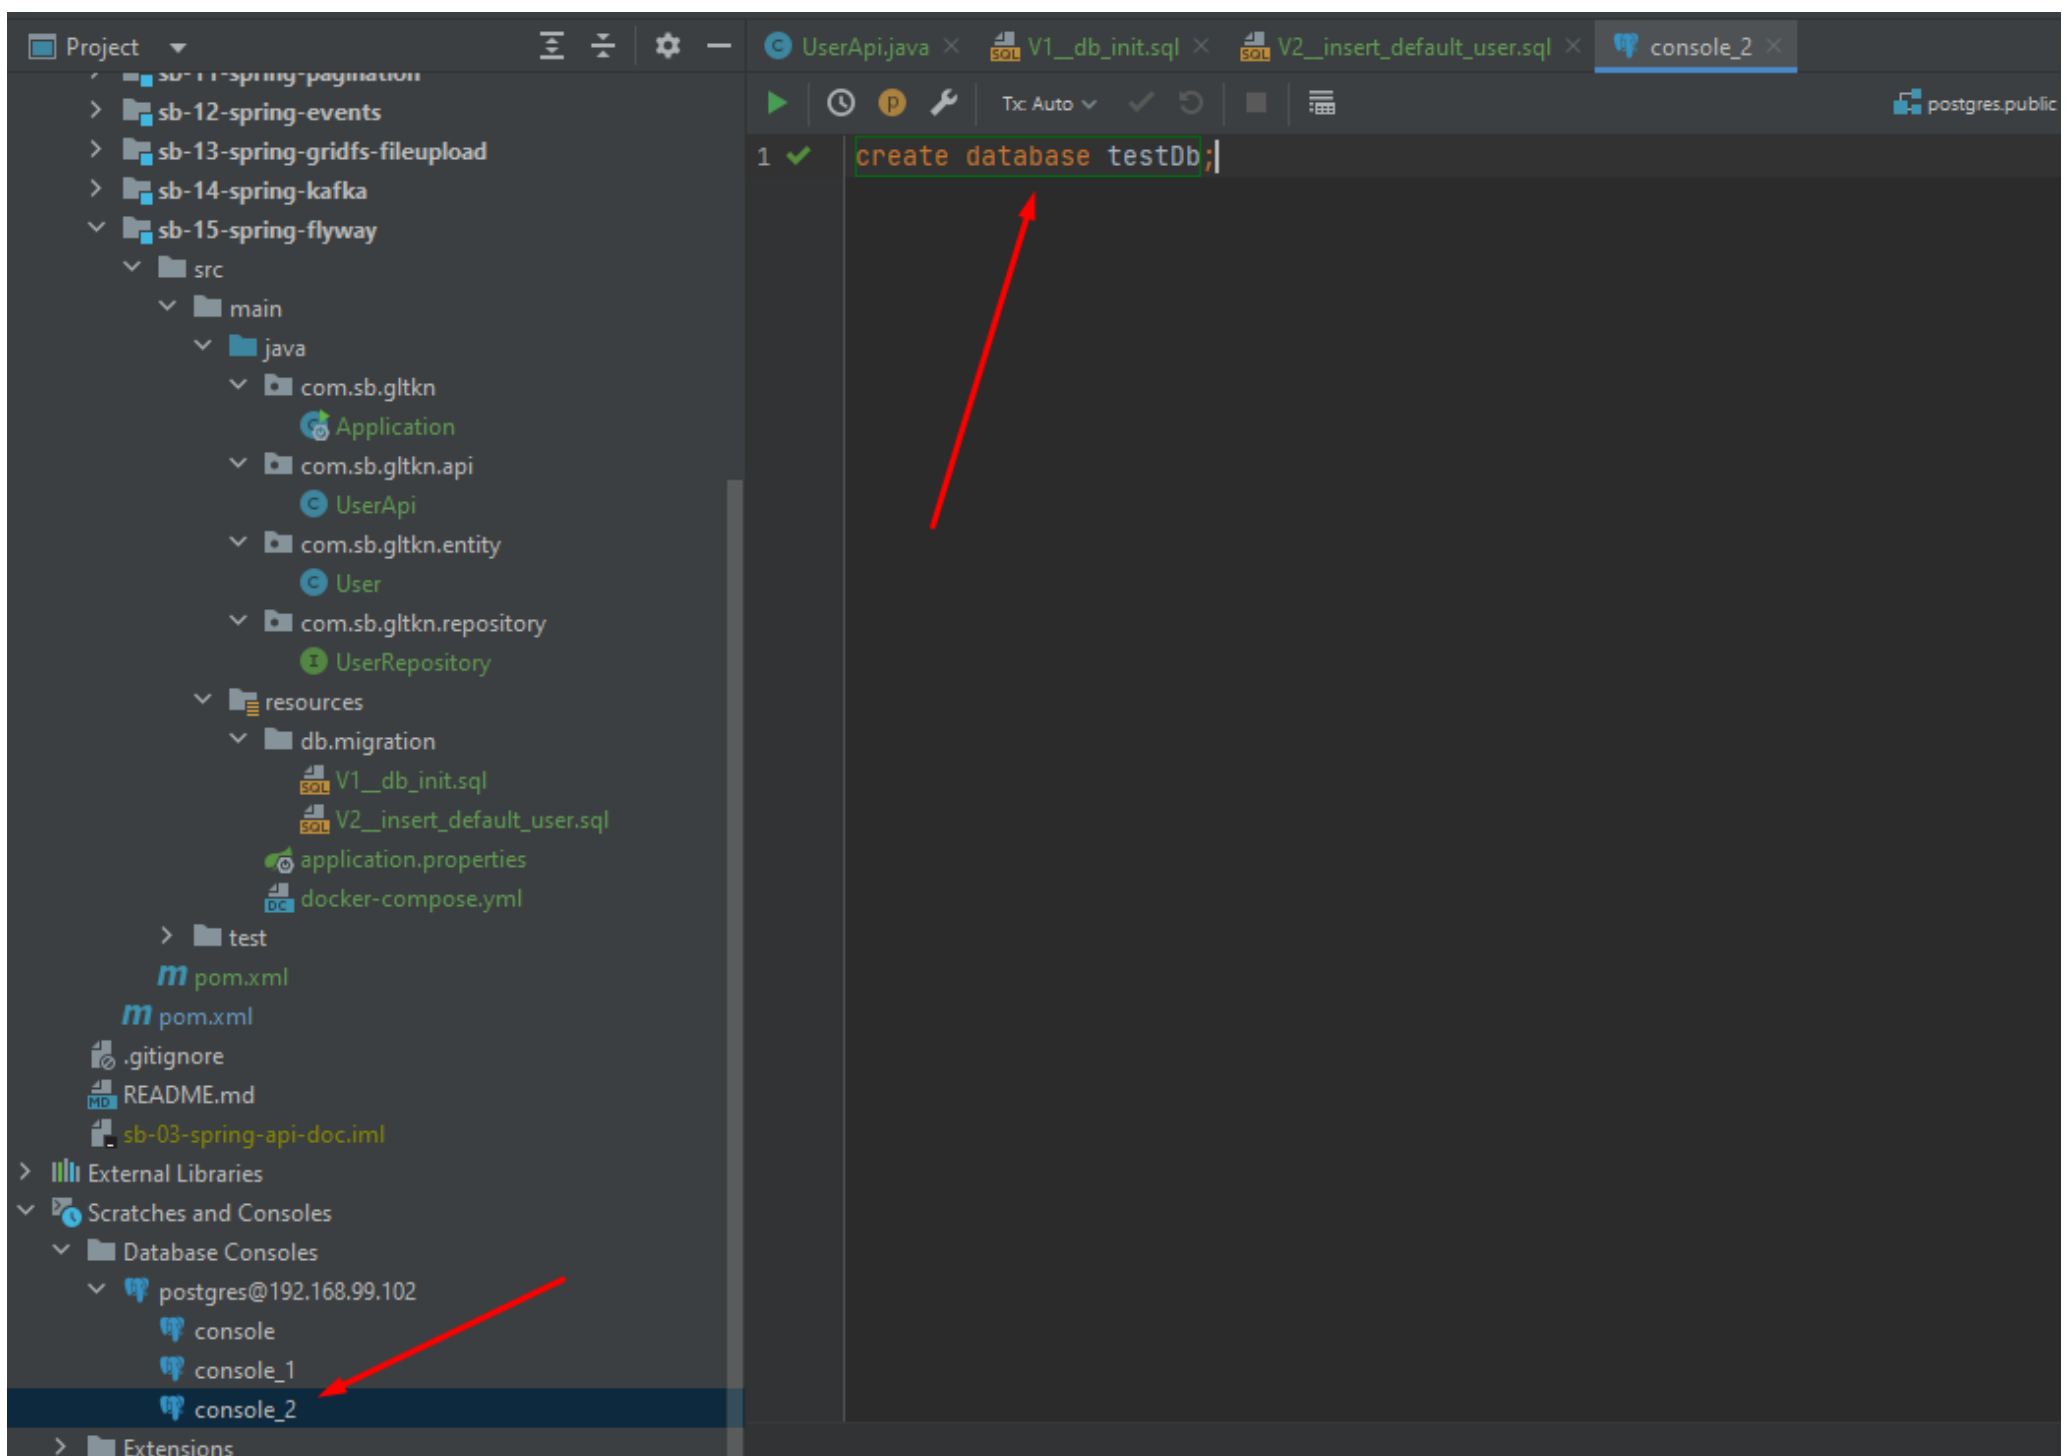 Project
UserApi.java
V1__db_init.sql
V2__insert_default_user.sql
console_2
Tx: Auto
postgres.public
1 create database testDb;
sb-11-spring-pagination
sb-12-spring-events
sb-13-spring-gridfs-fileupload
sb-14-spring-kafka
sb-15-spring-flyway
src
main
java
com.sb.gltkn
Application
com.sb.gltkn.api
UserApi
com.sb.gltkn.entity
User
com.sb.gltkn.repository
UserRepository
resources
db.migration
V1__db_init.sql
V2__insert_default_user.sql
application.properties
docker-compose.yml
test
pom.xml
pom.xml
.gitignore
README.md
sb-03-spring-api-doc.iml
External Libraries
Scratches and Consoles
Database Consoles
postgres@192.168.99.102
console
console_1
console_2
Extensions